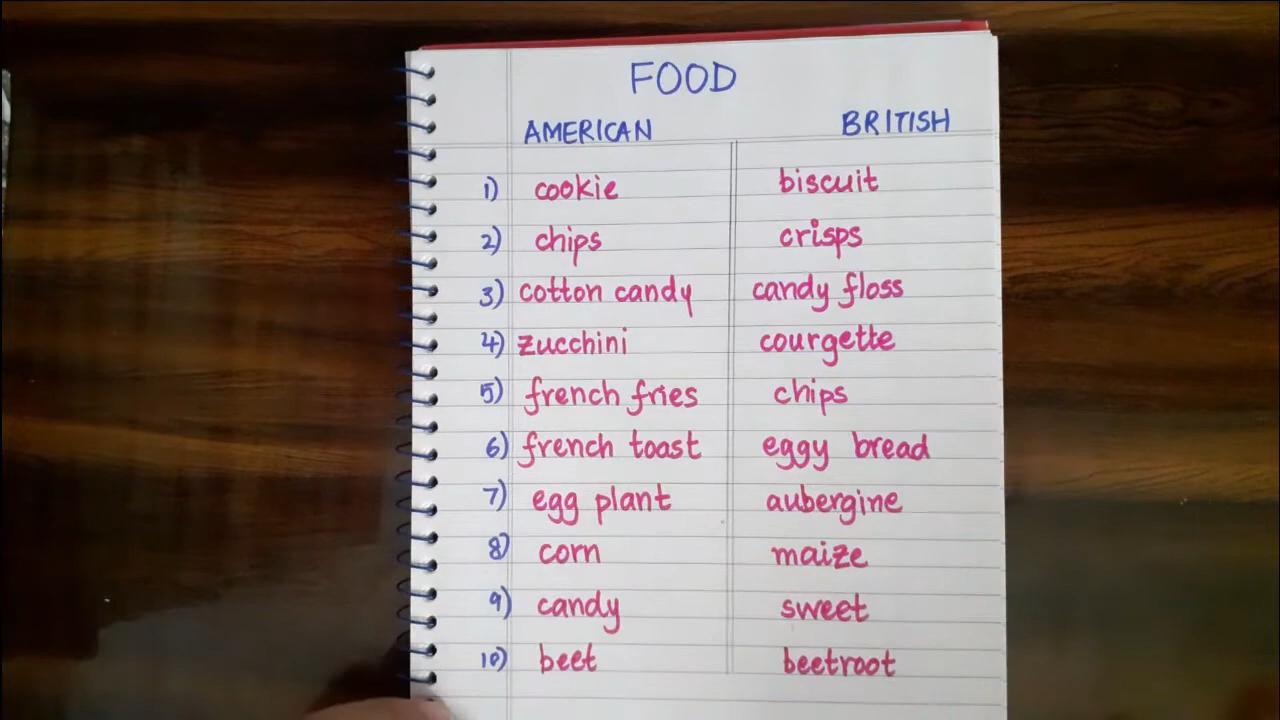 FOOD
AMERICAN BRITISH
1) cookie biscuit
2) chips crisps
3) cotton candy candy floss
4) zucchini courgette
5) french fries chips
6) french toast eggy bread
7) egg plant aubergine
8) corn maize
9) candy sweet
10) beet beetroot